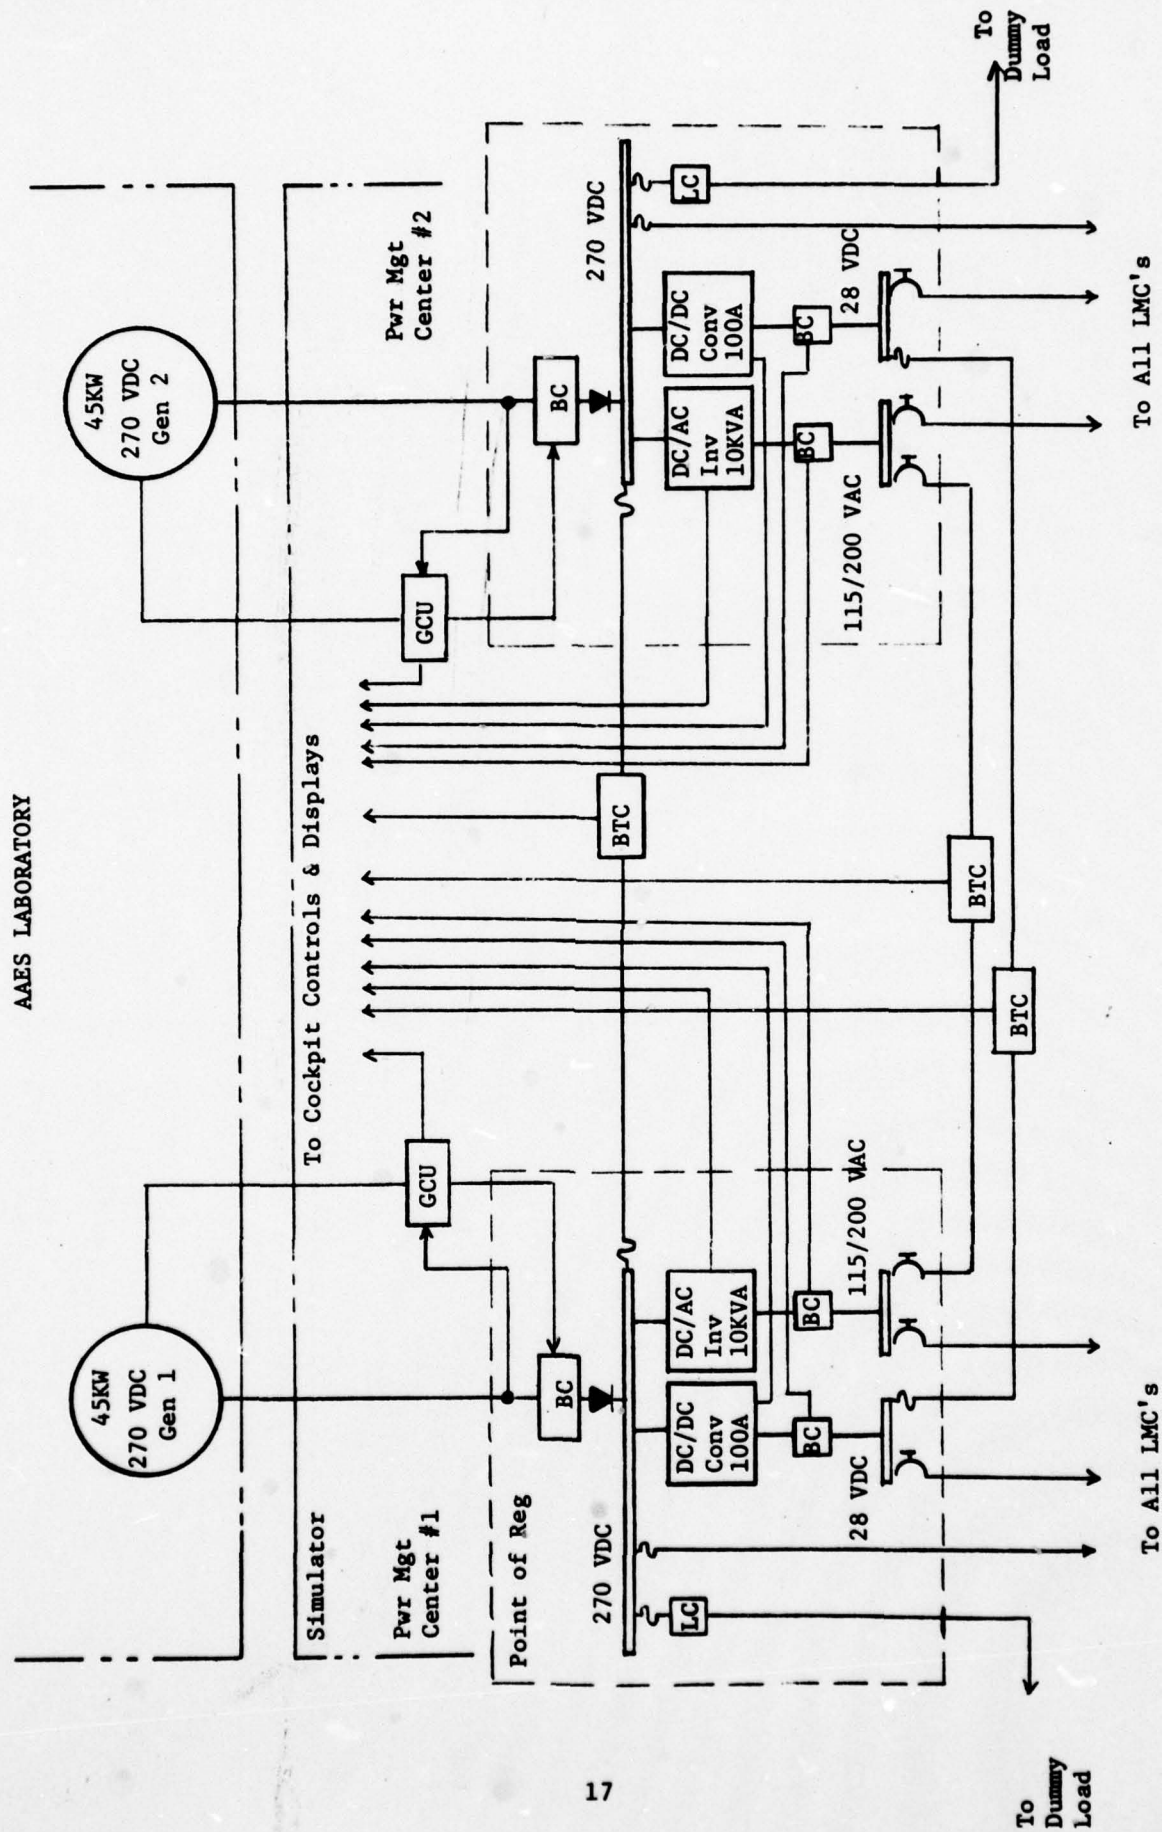 AAES LABORATORY
45KW
270 VDC
Gen 1
45KW
270 VDC
Gen 2
Simulator
To Cockpit Controls & Displays
Pwr Mgt
Center #1
Pwr Mgt
Center #2
GCU
GCU
Point of Reg
BC
BC
270 VDC
270 VDC
BTC
LC
DC/DC
Conv
100A
DC/AC
Inv
10KVA
DC/AC
Inv
10KVA
DC/DC
Conv
100A
LC
BC
BC
BC
BC
28 VDC
115/200 VAC
115/200 VAC
28 VDC
BTC
BTC
To
Dummy
Load
To
Dummy
Load
To All LMC's
To All LMC's
17